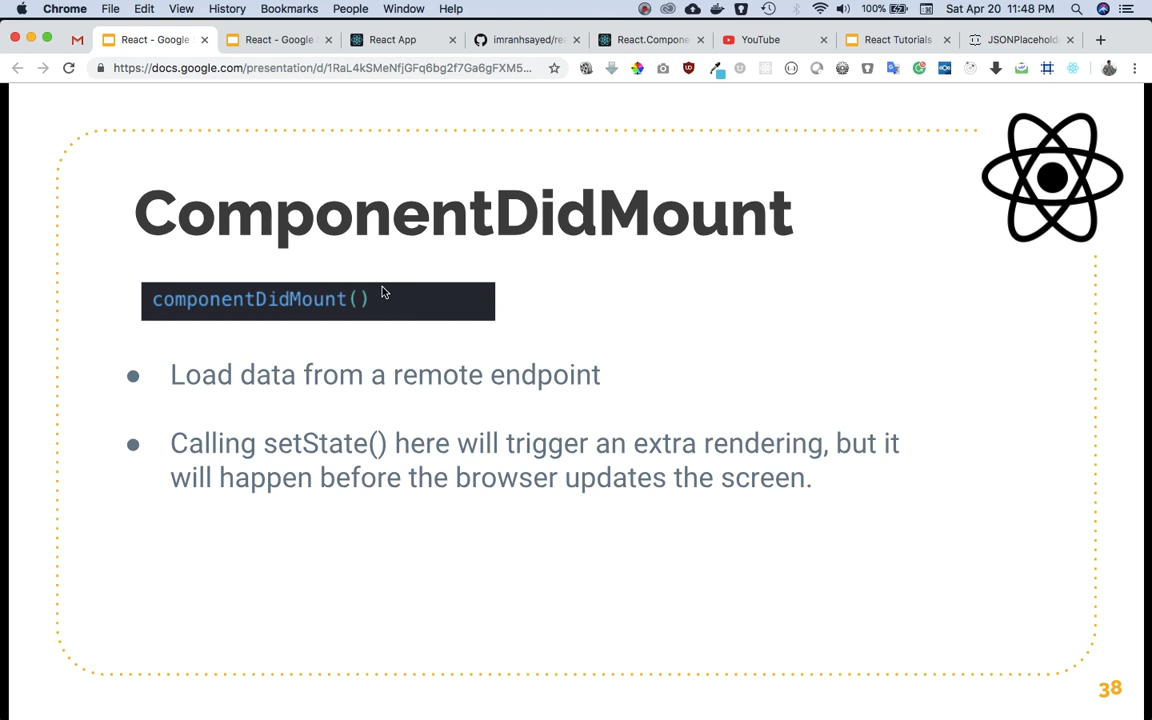 Chrome File Edit View History Bookmarks People Window Help 100% Sat Apr 20 11:48 PM
React - Google React - Google React App imranhsayed/re React.Compone YouTube React Tutorials JSONPlacehold
https://docs.google.com/presentation/d/1RaL4kSMeNfjGFq6bg2f7Ga6gFXM5...
ComponentDidMount
componentDidMount()
● Load data from a remote endpoint
● Calling setState() here will trigger an extra rendering, but it
will happen before the browser updates the screen.
38